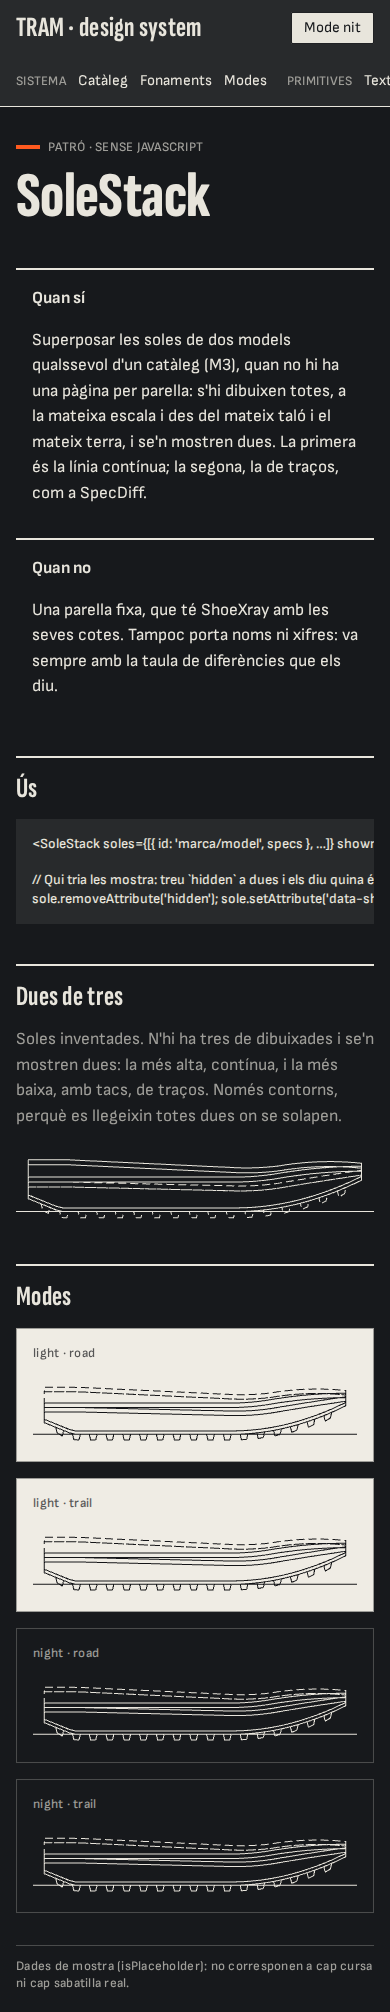 TRAM · design system
Mode nit
SISTEMA Catàleg Fonaments Modes PRIMITIVES Text
PATRÓ · SENSE JAVASCRIPT
SoleStack
Quan sí
Superposar les soles de dos models
qualssevol d'un catàleg (M3), quan no hi ha
una pàgina per parella: s'hi dibuixen totes, a
la mateixa escala i des del mateix taló i el
mateix terra, i se'n mostren dues. La primera
és la línia contínua; la segona, la de traços,
com a SpecDiff.
Quan no
Una parella fixa, que té ShoeXray amb les
seves cotes. Tampoc porta noms ni xifres: va
sempre amb la taula de diferències que els
diu.
Ús
<SoleStack soles={[{ id: 'marca/model', specs }, …]} shown
// Qui tria les mostra: treu `hidden` a dues i els diu quina é
sole.removeAttribute('hidden'); sole.setAttribute('data-sh
Dues de tres
Soles inventades. N'hi ha tres de dibuixades i se'n
mostren dues: la més alta, contínua, i la més
baixa, amb tacs, de traços. Només contorns,
perquè es llegeixin totes dues on se solapen.
Modes
light · road
light · trail
night · road
night · trail
Dades de mostra (isPlaceholder): no corresponen a cap cursa
ni cap sabatilla real.